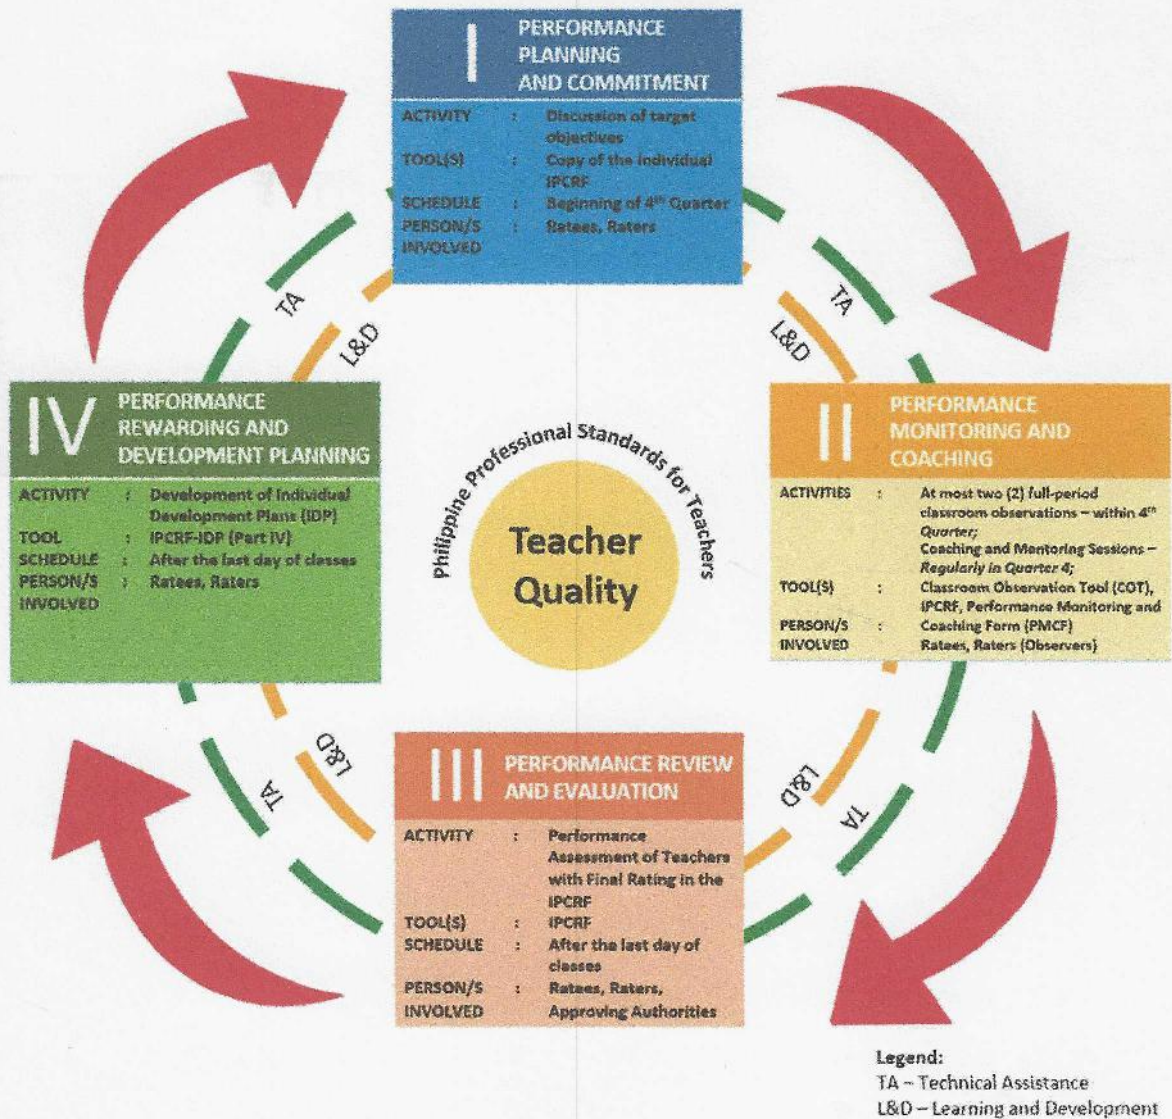 I
PERFORMANCE
PLANNING
AND COMMITMENT
ACTIVITY : Discussion of target
objectives
TOOL(S) : Copy of the individual
IPCRF
SCHEDULE : Beginning of 4th Quarter
PERSON/S : Ratees, Raters
INVOLVED
TA
L&D
TA
L&D
IV
PERFORMANCE
REWARDING AND
DEVELOPMENT PLANNING
ACTIVITY : Development of Individual
Development Plans (IDP)
TOOL : IPCRF-IDP (Part IV)
SCHEDULE : After the last day of classes
PERSON/S : Ratees, Raters
INVOLVED
Philippine Professional Standards for Teachers
Teacher
Quality
II
PERFORMANCE
MONITORING AND
COACHING
ACTIVITIES : At most two (2) full-period
classroom observations – within 4th
Quarter;
Coaching and Mentoring Sessions –
Regularly in Quarter 4;
TOOL(S) : Classroom Observation Tool (COT),
IPCRF, Performance Monitoring and
PERSON/S : Coaching Form (PMCF)
INVOLVED Ratees, Raters (Observers)
L&D
TA
L&D
TA
III
PERFORMANCE REVIEW
AND EVALUATION
ACTIVITY : Performance
Assessment of Teachers
with Final Rating in the
IPCRF
TOOL(S) : IPCRF
SCHEDULE : After the last day of
classes
PERSON/S : Ratees, Raters,
INVOLVED Approving Authorities
Legend:
TA – Technical Assistance
L&D – Learning and Development